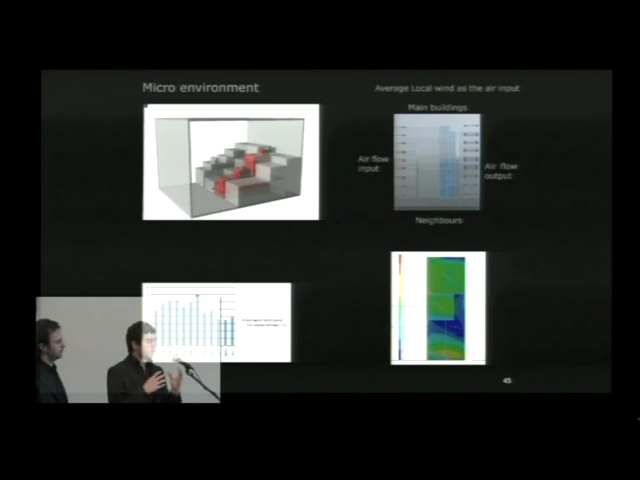 Micro environment
Average Local wind as the air input
Main buildings
Air flow
input
Air flow
output
Neighbours
45